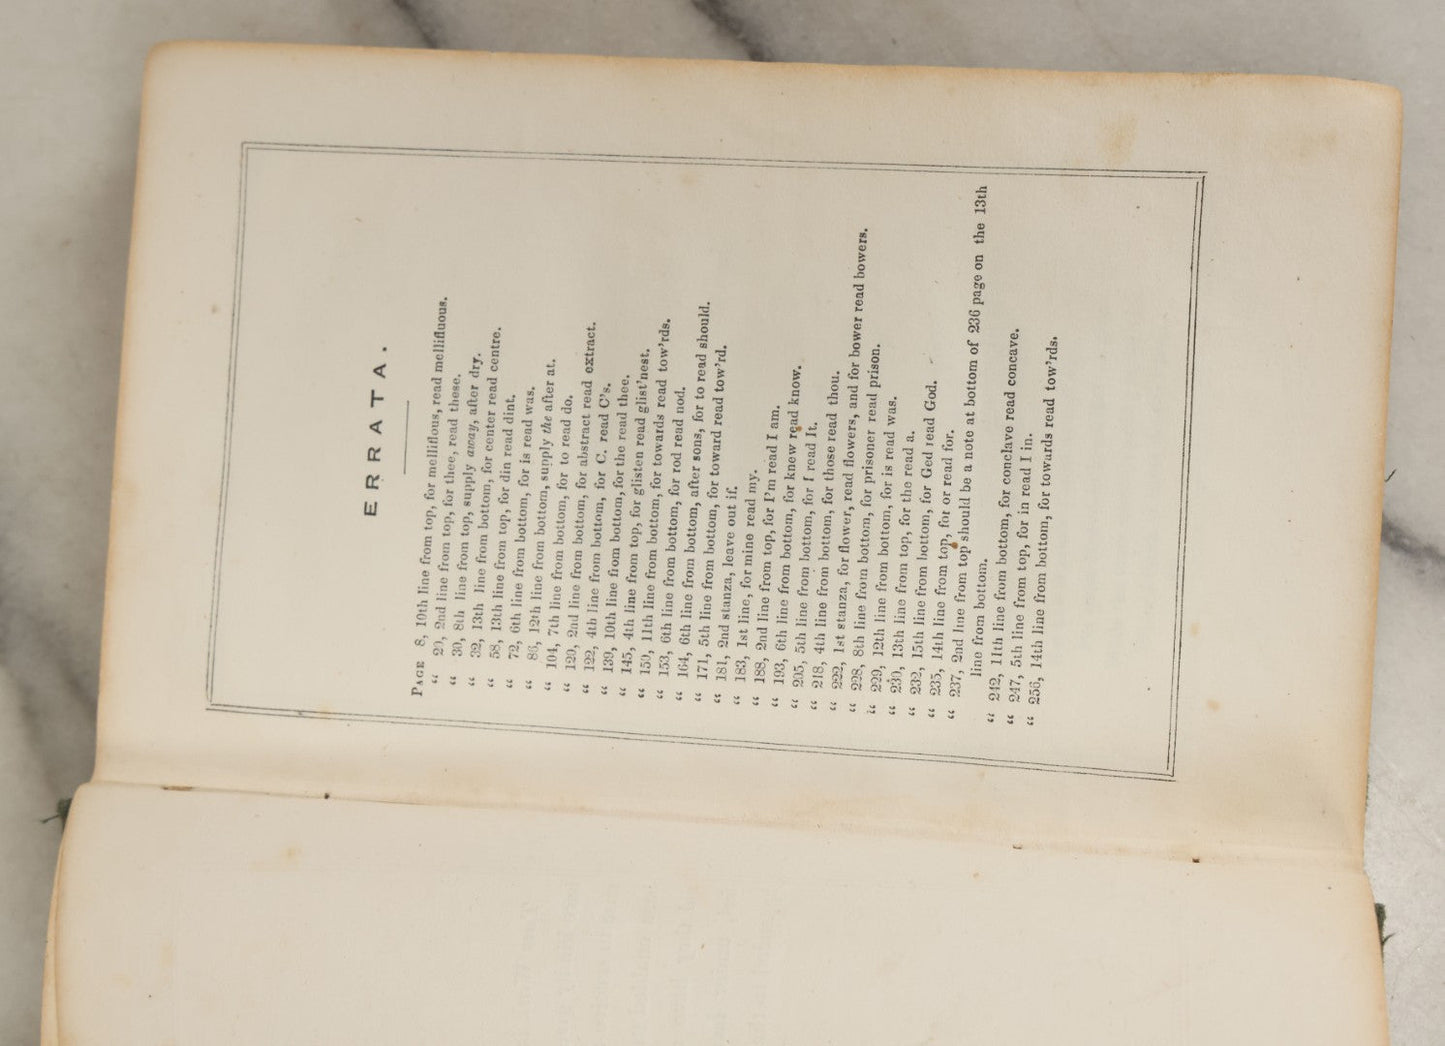 ERRATA.
PAGE 8, 10th line from top, for melliflous, read mellifluous.
“ 29, 2nd line from top, for thee, read these.
“ 30, 8th line from top, supply away, after dry.
“ 32, 13th line from bottom, for center read centre.
“ 58, 13th line from top, for din read dint.
“ 72, 6th line from bottom, for is read was.
“ 86, 12th line from bottom, supply the after at.
“ 104, 7th line from bottom, for to read do.
“ 120, 2nd line from bottom, for abstract read extract.
“ 122, 4th line from bottom, for C. read C's.
“ 139, 10th line from bottom, for the read thee.
“ 145, 4th line from top, for glisten read glist'nest.
“ 150, 11th line from bottom, for towards read tow'rds.
“ 153, 6th line from bottom, for rod read nod.
“ 164, 6th line from bottom, after sons, for to read should.
“ 171, 5th line from bottom, for toward read tow'rd.
“ 181, 2nd stanza, leave out if.
“ 183, 1st line, for mine read my.
“ 188, 2nd line from top, for I'm read I am.
“ 193, 6th line from bottom, for knew read know.
“ 205, 5th line from bottom, for I read It.
“ 218, 4th line from bottom, for those read thou.
“ 222, 1st stanza, for flower, read flowers, and for bower read bowers.
“ 228, 8th line from bottom, for prisoner read prison.
“ 229, 12th line from bottom, for is read was.
“ 230, 13th line from top, for the read a.
“ 232, 15th line from bottom, for Ged read God.
“ 235, 14th line from top, for or read for.
“ 237, 2nd line from top should be a note at bottom of 236 page on the 13th
line from bottom.
“ 242, 11th line from bottom, for conclave read concave.
“ 247, 5th line from top, for in read I in.
“ 256, 14th line from bottom, for towards read tow'rds.